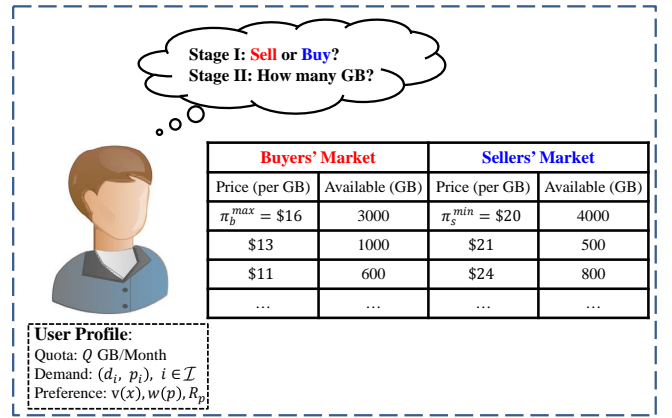 Stage I: Sell or Buy?
Stage II: How many GB?
Buyers' Market Sellers' Market
Price (per GB) Available (GB) Price (per GB) Available (GB)
π_b^{max} = $16 3000 π_s^{min} = $20 4000
$13 1000 $21 500
$11 600 $24 800
... ... ... ...
User Profile:
Quota: Q GB/Month
Demand: (d_i, p_i), i ∈ ℐ
Preference: v(x), w(p), R_p